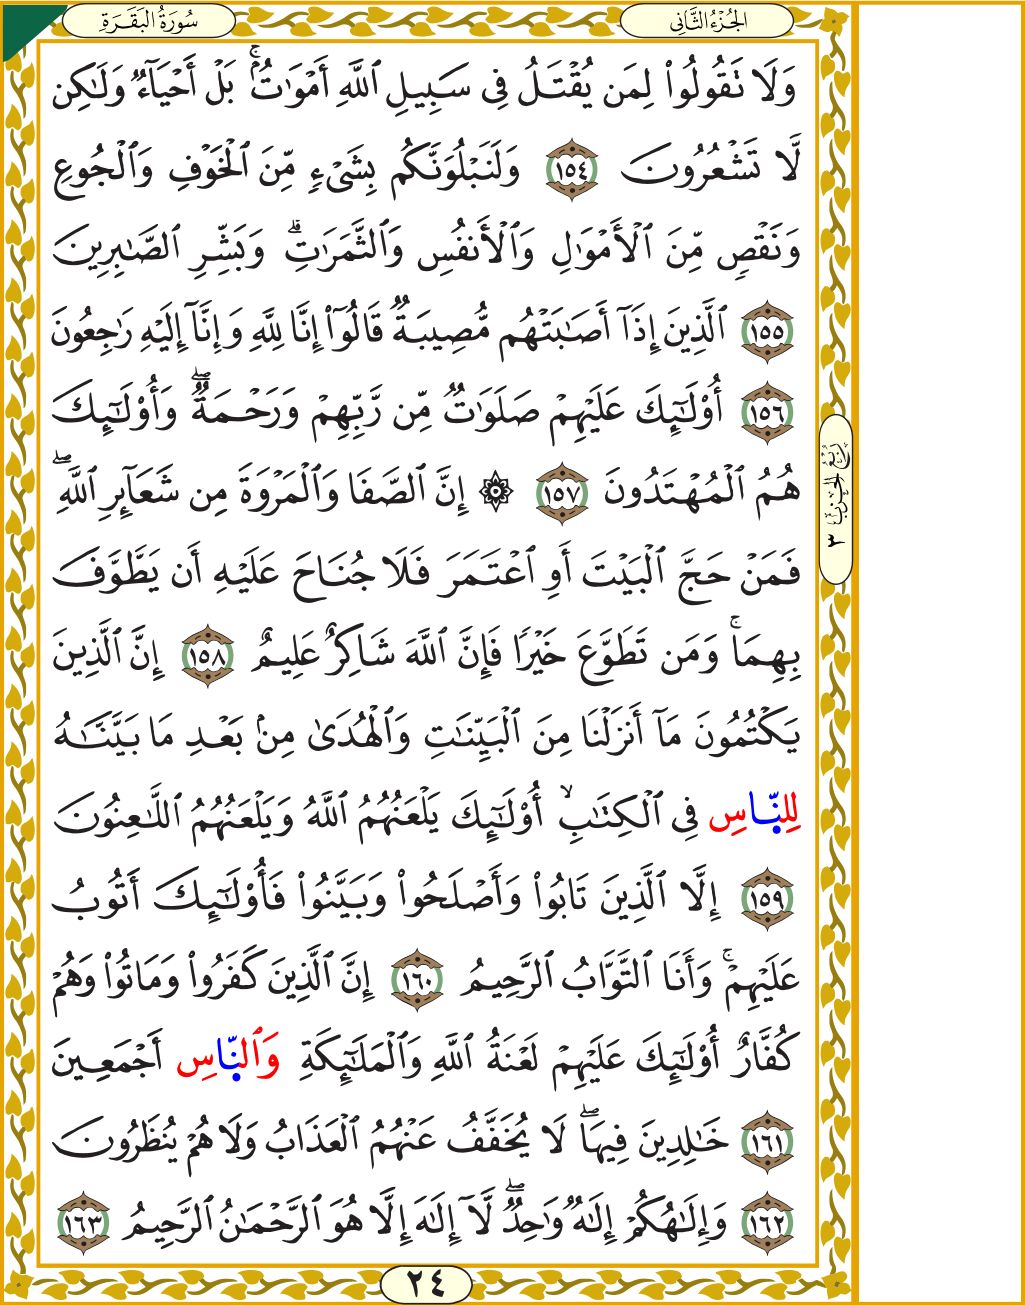 سُورَةُ البَقَرَةِ
الجُزْءُ الثَّانِي
وَلَا تَقُولُوا۟ لِمَن يُقْتَلُ فِى سَبِيلِ ٱللَّهِ أَمْوَٰتٌۢ ۚ بَلْ أَحْيَآءٌ وَلَٰكِن
لَّا تَشْعُرُونَ ١٥٤ وَلَنَبْلُوَنَّكُم بِشَىْءٍ مِّنَ ٱلْخَوْفِ وَٱلْجُوعِ
وَنَقْصٍ مِّنَ ٱلْأَمْوَٰلِ وَٱلْأَنفُسِ وَٱلثَّمَرَٰتِ ۗ وَبَشِّرِ ٱلصَّٰبِرِينَ
١٥٥ ٱلَّذِينَ إِذَآ أَصَٰبَتْهُم مُّصِيبَةٌ قَالُوٓا۟ إِنَّا لِلَّهِ وَإِنَّآ إِلَيْهِ رَٰجِعُونَ
١٥٦ أُو۟لَٰٓئِكَ عَلَيْهِمْ صَلَوَٰتٌ مِّن رَّبِّهِمْ وَرَحْمَةٌ ۖ وَأُو۟لَٰٓئِكَ
هُمُ ٱلْمُهْتَدُونَ ١٥٧ ۞ إِنَّ ٱلصَّفَا وَٱلْمَرْوَةَ مِن شَعَآئِرِ ٱللَّهِ ۖ
فَمَنْ حَجَّ ٱلْبَيْتَ أَوِ ٱعْتَمَرَ فَلَا جُنَاحَ عَلَيْهِ أَن يَطَّوَّفَ
بِهِمَا ۚ وَمَن تَطَوَّعَ خَيْرًا فَإِنَّ ٱللَّهَ شَاكِرٌ عَلِيمٌ ١٥٨ إِنَّ ٱلَّذِينَ
يَكْتُمُونَ مَآ أَنزَلْنَا مِنَ ٱلْبَيِّنَٰتِ وَٱلْهُدَىٰ مِنۢ بَعْدِ مَا بَيَّنَّٰهُ
لِلنَّاسِ فِى ٱلْكِتَٰبِ ۙ أُو۟لَٰٓئِكَ يَلْعَنُهُمُ ٱللَّهُ وَيَلْعَنُهُمُ ٱللَّٰعِنُونَ
١٥٩ إِلَّا ٱلَّذِينَ تَابُوا۟ وَأَصْلَحُوا۟ وَبَيَّنُوا۟ فَأُو۟لَٰٓئِكَ أَتُوبُ
عَلَيْهِمْ ۚ وَأَنَا ٱلتَّوَّابُ ٱلرَّحِيمُ ١٦٠ إِنَّ ٱلَّذِينَ كَفَرُوا۟ وَمَاتُوا۟ وَهُمْ
كُفَّارٌ أُو۟لَٰٓئِكَ عَلَيْهِمْ لَعْنَةُ ٱللَّهِ وَٱلْمَلَٰٓئِكَةِ وَٱلنَّاسِ أَجْمَعِينَ
١٦١ خَٰلِدِينَ فِيهَا ۖ لَا يُخَفَّفُ عَنْهُمُ ٱلْعَذَابُ وَلَا هُمْ يُنظَرُونَ
١٦٢ وَإِلَٰهُكُمْ إِلَٰهٌ وَٰحِدٌ ۖ لَّآ إِلَٰهَ إِلَّا هُوَ ٱلرَّحْمَٰنُ ٱلرَّحِيمُ ١٦٣
رُبْعُ الحِزْب ٣
٢٤